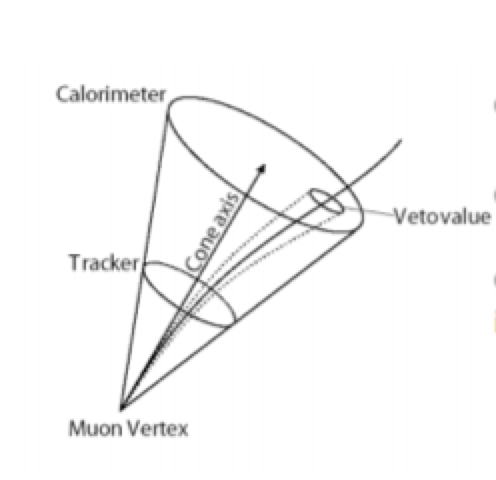 Calorimeter
Cone axis
Vetovalue
Tracker
Muon Vertex